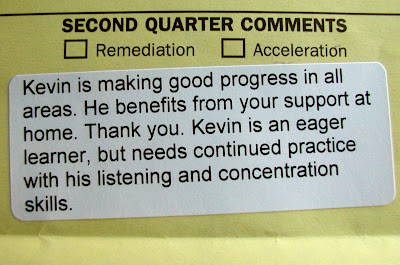 SECOND QUARTER COMMENTS
Remediation Acceleration
Kevin is making good progress in all
areas. He benefits from your support at
home. Thank you. Kevin is an eager
learner, but needs continued practice
with his listening and concentration
skills.